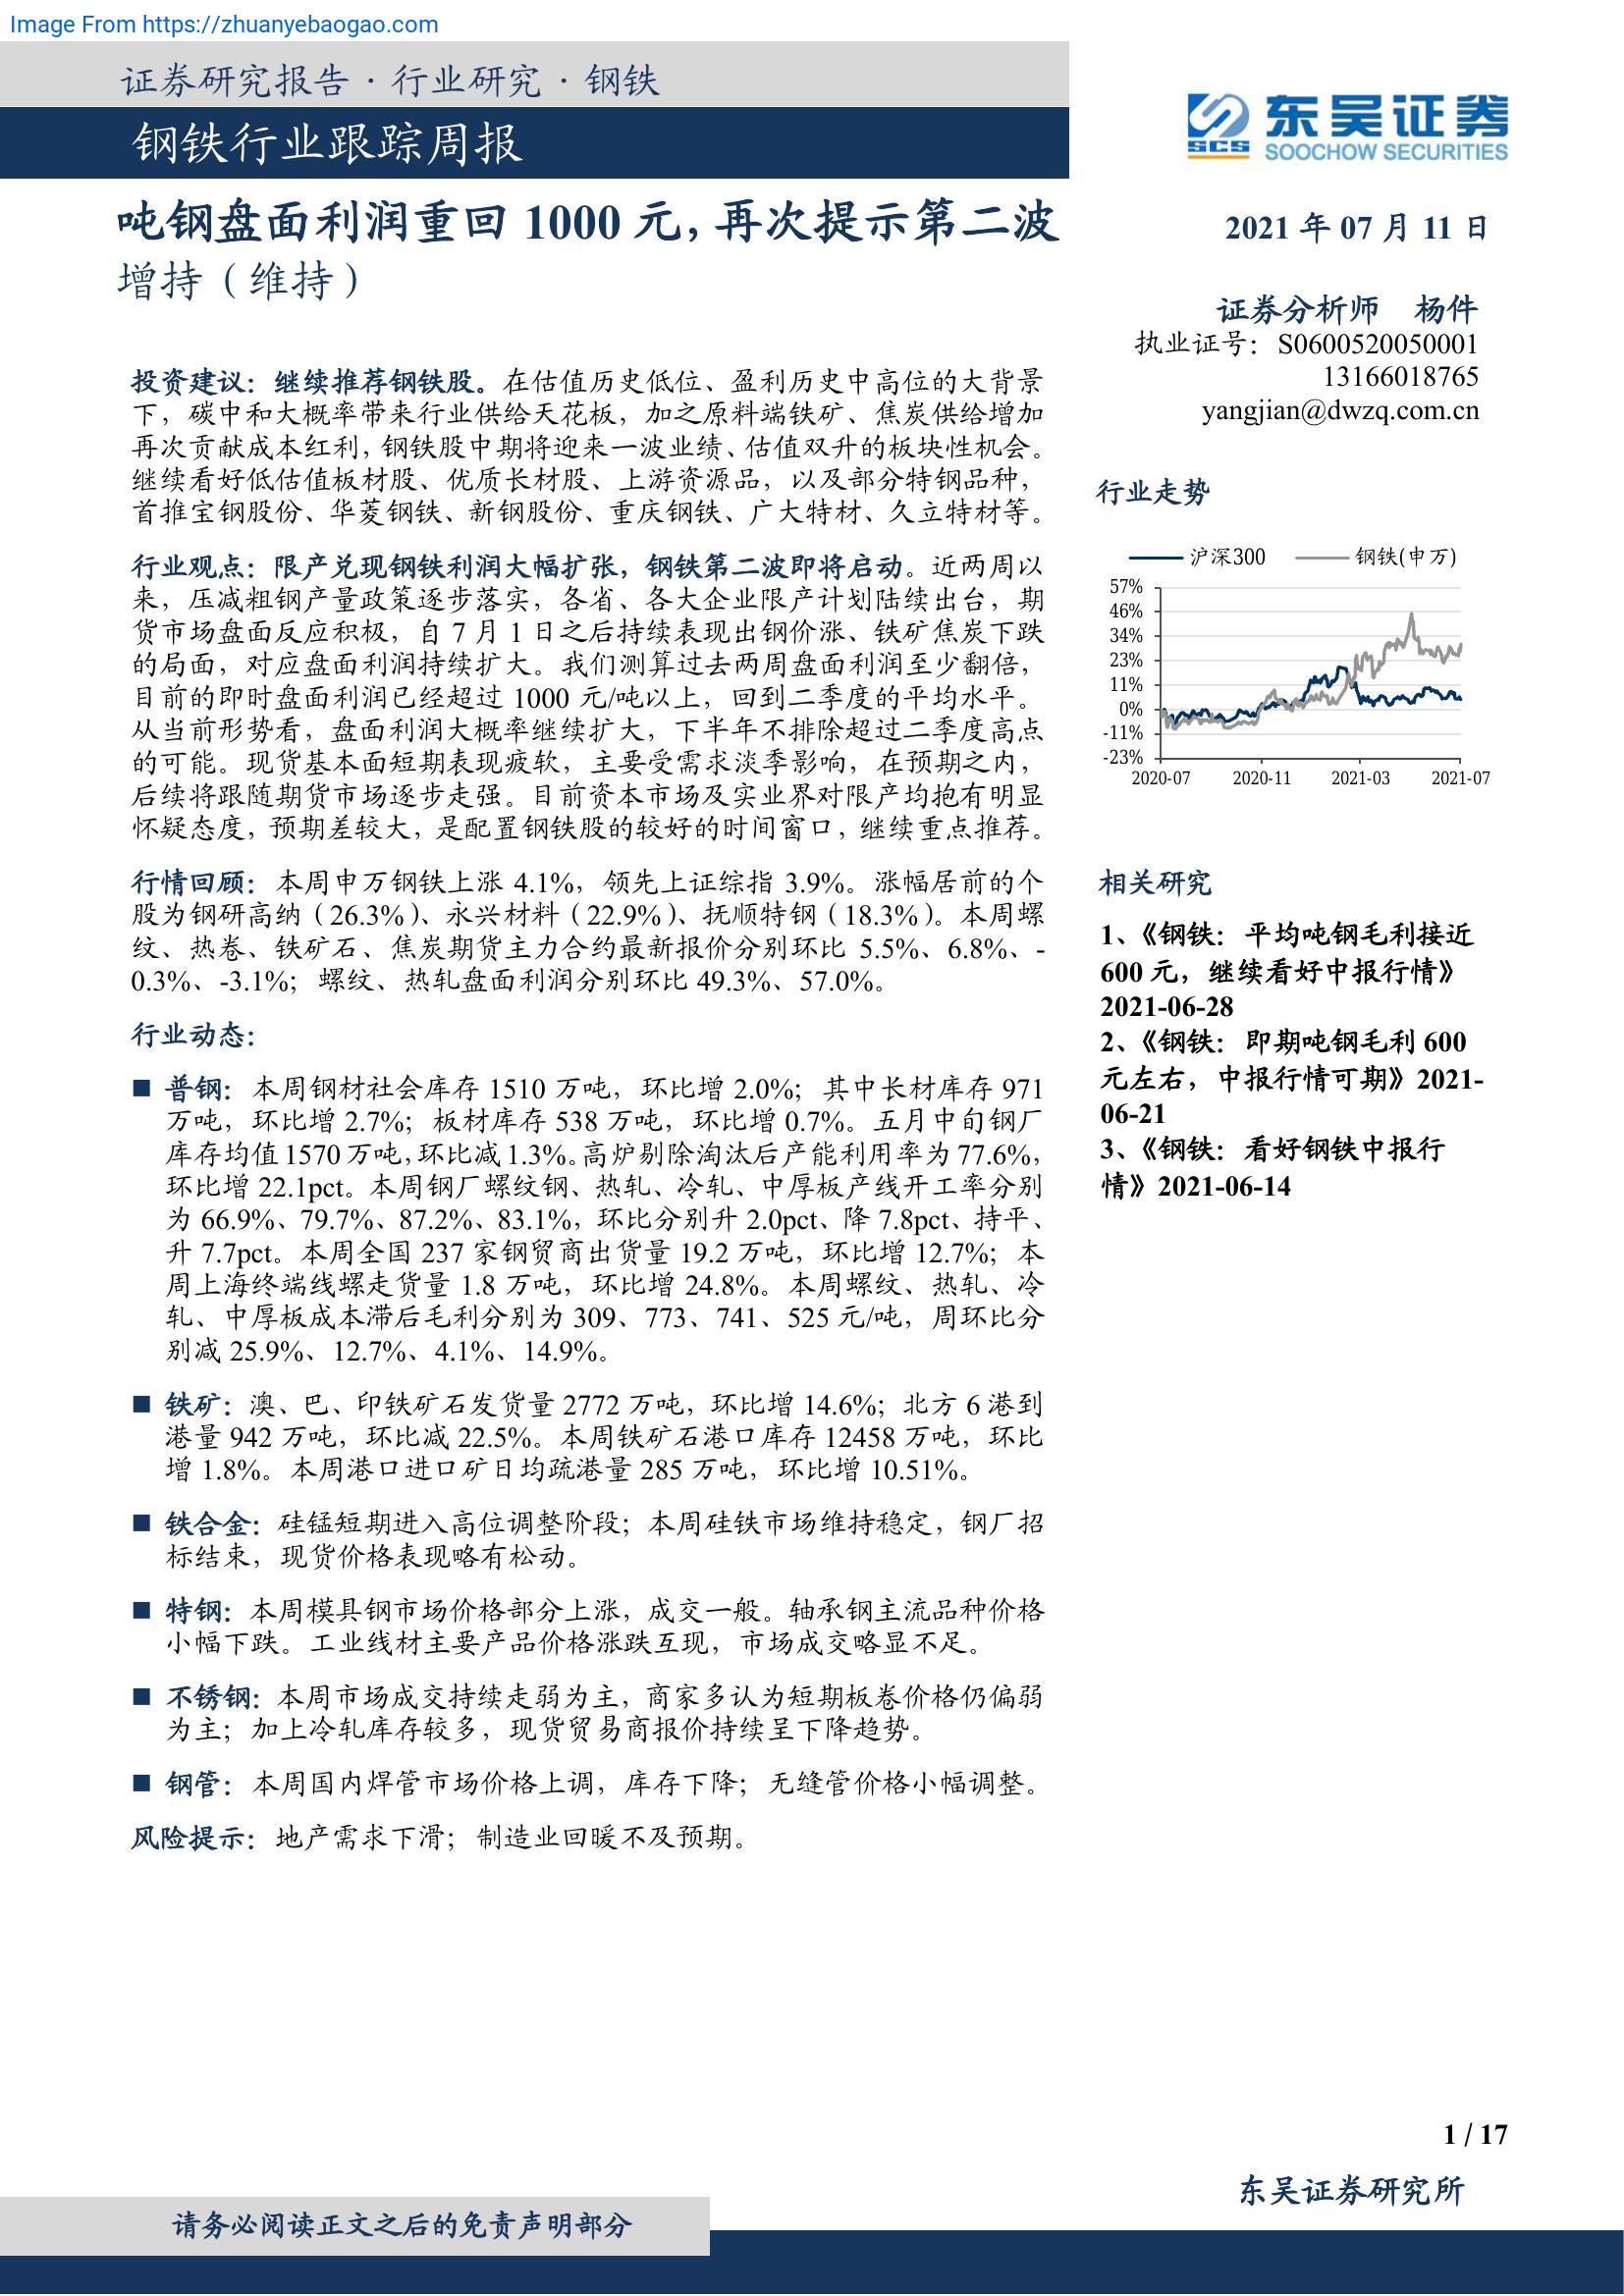 Image From https://zhuanyebaogao.com
证券研究报告·行业研究·钢铁
钢铁行业跟踪周报
东吴证券
SCS
SOOCHOW SECURITIES
吨钢盘面利润重回 1000 元，再次提示第二波
增持（维持）
2021 年 07 月 11 日
证券分析师 杨件
执业证号：S0600520050001
13166018765
yangjian@dwzq.com.cn
投资建议：继续推荐钢铁股。在估值历史低位、盈利历史中高位的大背景
下，碳中和大概率带来行业供给天花板，加之原料端铁矿、焦炭供给增加
再次贡献成本红利，钢铁股中期将迎来一波业绩、估值双升的板块性机会。
继续看好低估值板材股、优质长材股、上游资源品，以及部分特钢品种，
首推宝钢股份、华菱钢铁、新钢股份、重庆钢铁、广大特材、久立特材等。
行业观点：限产兑现钢铁利润大幅扩张，钢铁第二波即将启动。近两周以
来，压减粗钢产量政策逐步落实，各省、各大企业限产计划陆续出台，期
货市场盘面反应积极，自 7 月 1 日之后持续表现出钢价涨、铁矿焦炭下跌
的局面，对应盘面利润持续扩大。我们测算过去两周盘面利润至少翻倍，
目前的即时盘面利润已经超过 1000 元/吨以上，回到二季度的平均水平。
从当前形势看，盘面利润大概率继续扩大，下半年不排除超过二季度高点
的可能。现货基本面短期表现疲软，主要受需求淡季影响，在预期之内，
后续将跟随期货市场逐步走强。目前资本市场及实业界对限产均抱有明显
怀疑态度，预期差较大，是配置钢铁股的较好的时间窗口，继续重点推荐。
行情回顾：本周申万钢铁上涨 4.1%，领先上证综指 3.9%。涨幅居前的个
股为钢研高纳（26.3%）、永兴材料（22.9%）、抚顺特钢（18.3%）。本周螺
纹、热卷、铁矿石、焦炭期货主力合约最新报价分别环比 5.5%、6.8%、-
0.3%、-3.1%；螺纹、热轧盘面利润分别环比 49.3%、57.0%。
行业动态：
■ 普钢：本周钢材社会库存 1510 万吨，环比增 2.0%；其中长材库存 971
万吨，环比增 2.7%；板材库存 538 万吨，环比增 0.7%。五月中旬钢厂
库存均值 1570 万吨，环比减 1.3%。高炉剔除淘汰后产能利用率为 77.6%，
环比增 22.1pct。本周钢厂螺纹钢、热轧、冷轧、中厚板产线开工率分别
为 66.9%、79.7%、87.2%、83.1%，环比分别升 2.0pct、降 7.8pct、持平、
升 7.7pct。本周全国 237 家钢贸商出货量 19.2 万吨，环比增 12.7%；本
周上海终端线螺走货量 1.8 万吨，环比增 24.8%。本周螺纹、热轧、冷
轧、中厚板成本滞后毛利分别为 309、773、741、525 元/吨，周环比分
别减 25.9%、12.7%、4.1%、14.9%。
■ 铁矿：澳、巴、印铁矿石发货量 2772 万吨，环比增 14.6%；北方 6 港到
港量 942 万吨，环比减 22.5%。本周铁矿石港口库存 12458 万吨，环比
增 1.8%。本周港口进口矿日均疏港量 285 万吨，环比增 10.51%。
■ 铁合金：硅锰短期进入高位调整阶段；本周硅铁市场维持稳定，钢厂招
标结束，现货价格表现略有松动。
■ 特钢：本周模具钢市场价格部分上涨，成交一般。轴承钢主流品种价格
小幅下跌。工业线材主要产品价格涨跌互现，市场成交略显不足。
■ 不锈钢：本周市场成交持续走弱为主，商家多认为短期板卷价格仍偏弱
为主；加上冷轧库存较多，现货贸易商报价持续呈下降趋势。
■ 钢管：本周国内焊管市场价格上调，库存下降；无缝管价格小幅调整。
风险提示：地产需求下滑；制造业回暖不及预期。
行业走势
沪深300 钢铁(申万)
57%
46%
34%
23%
11%
0%
-11%
-23%
2020-07 2020-11 2021-03 2021-07
相关研究
1、《钢铁：平均吨钢毛利接近
600 元，继续看好中报行情》
2021-06-28
2、《钢铁：即期吨钢毛利 600
元左右，中报行情可期》2021-
06-21
3、《钢铁：看好钢铁中报行
情》2021-06-14
1 / 17
东吴证券研究所
请务必阅读正文之后的免责声明部分